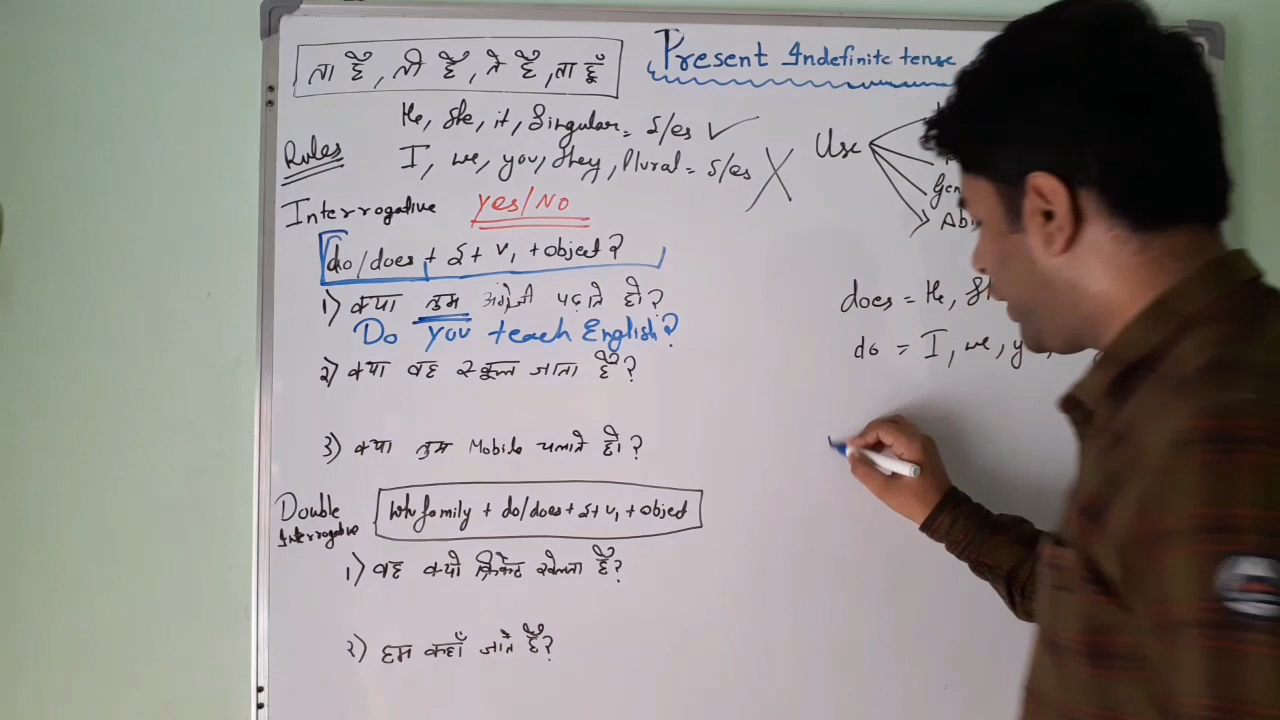 ता है, ती है, ते है, ता हूँ
Present Indefinite tense
He, She, it, Singular = s/es ✓
Rules
I, we, you, they, Plural = s/es ✗
Use
Interrogative Yes/No
do/does + S + V₁ + object?
1) क्या तुम अंग्रेजी पढ़ाते हो?
does = He,
Do you teach English?
do = I, we,
2) क्या वह स्कूल जाता है?
3) क्या तुम Mobile चलाते हो?
Double Interrogative
Wh family + do/does + S + V₁ + object
1) वह क्यो क्रिकेट खेलता है?
2) हम कहाँ जाते है?